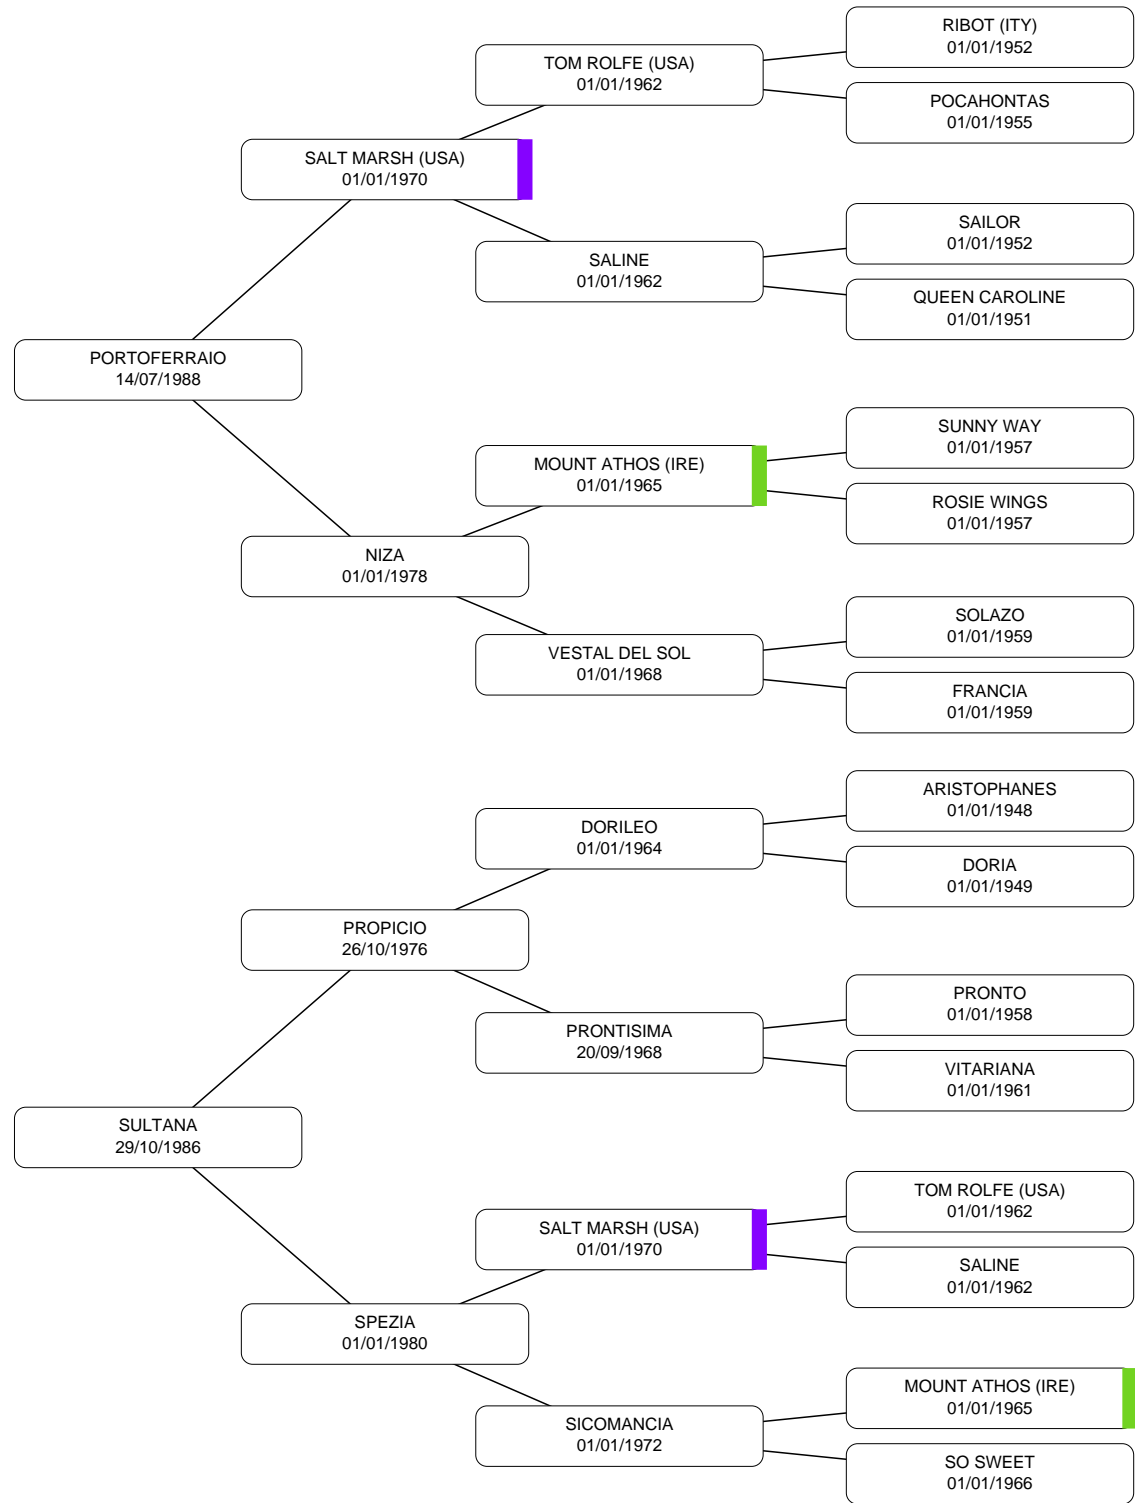 RIBOT (ITY)
01/01/1952
TOM ROLFE (USA)
01/01/1962
POCAHONTAS
01/01/1955
SALT MARSH (USA)
01/01/1970
SAILOR
01/01/1952
SALINE
01/01/1962
QUEEN CAROLINE
01/01/1951
PORTOFERRAIO
14/07/1988
SUNNY WAY
01/01/1957
MOUNT ATHOS (IRE)
01/01/1965
ROSIE WINGS
01/01/1957
NIZA
01/01/1978
SOLAZO
01/01/1959
VESTAL DEL SOL
01/01/1968
FRANCIA
01/01/1959
ARISTOPHANES
01/01/1948
DORILEO
01/01/1964
DORIA
01/01/1949
PROPICIO
26/10/1976
PRONTO
01/01/1958
PRONTISIMA
20/09/1968
VITARIANA
01/01/1961
SULTANA
29/10/1986
TOM ROLFE (USA)
01/01/1962
SALT MARSH (USA)
01/01/1970
SALINE
01/01/1962
SPEZIA
01/01/1980
MOUNT ATHOS (IRE)
01/01/1965
SICOMANCIA
01/01/1972
SO SWEET
01/01/1966